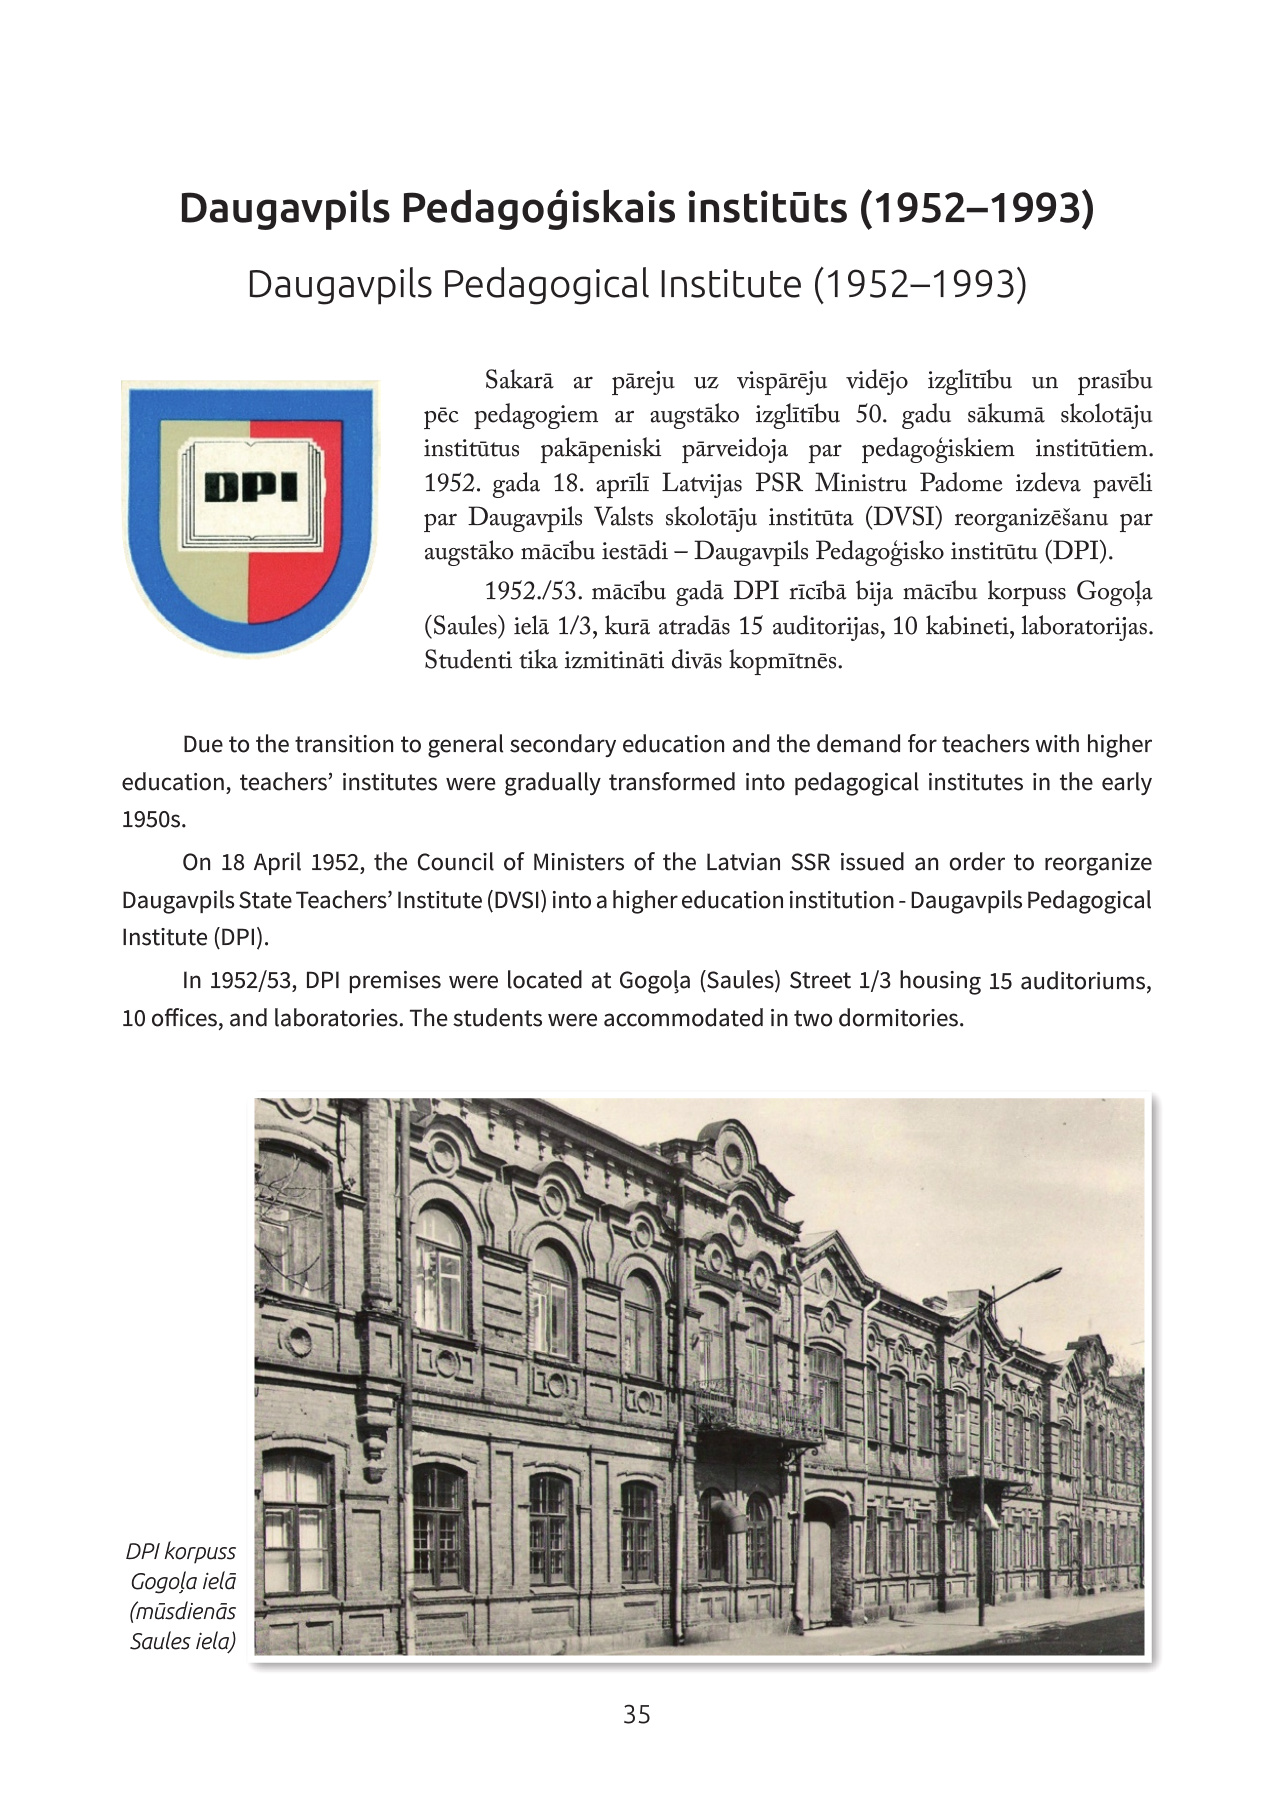 Daugavpils Pedagoģiskais institūts (1952–1993)
Daugavpils Pedagogical Institute (1952–1993)
DPI
Sakarā ar pāreju uz vispārēju vidējo izglītību un prasību
pēc pedagogiem ar augstāko izglītību 50. gadu sākumā skolotāju
institūtus pakāpeniski pārveidoja par pedagoģiskiem institūtiem.
1952. gada 18. aprīlī Latvijas PSR Ministru Padome izdeva pavēli
par Daugavpils Valsts skolotāju institūta (DVSI) reorganizēšanu par
augstāko mācību iestādi – Daugavpils Pedagoģisko institūtu (DPI).
1952./53. mācību gadā DPI rīcībā bija mācību korpuss Gogoļa
(Saules) ielā 1/3, kurā atradās 15 auditorijas, 10 kabineti, laboratorijas.
Studenti tika izmitināti divās kopmītnēs.
Due to the transition to general secondary education and the demand for teachers with higher
education, teachers’ institutes were gradually transformed into pedagogical institutes in the early
1950s.
On 18 April 1952, the Council of Ministers of the Latvian SSR issued an order to reorganize
Daugavpils State Teachers’ Institute (DVSI) into a higher education institution - Daugavpils Pedagogical
Institute (DPI).
In 1952/53, DPI premises were located at Gogoļa (Saules) Street 1/3 housing 15 auditoriums,
10 offices, and laboratories. The students were accommodated in two dormitories.
DPI korpuss
Gogoļa ielā
(mūsdienās
Saules iela)
35